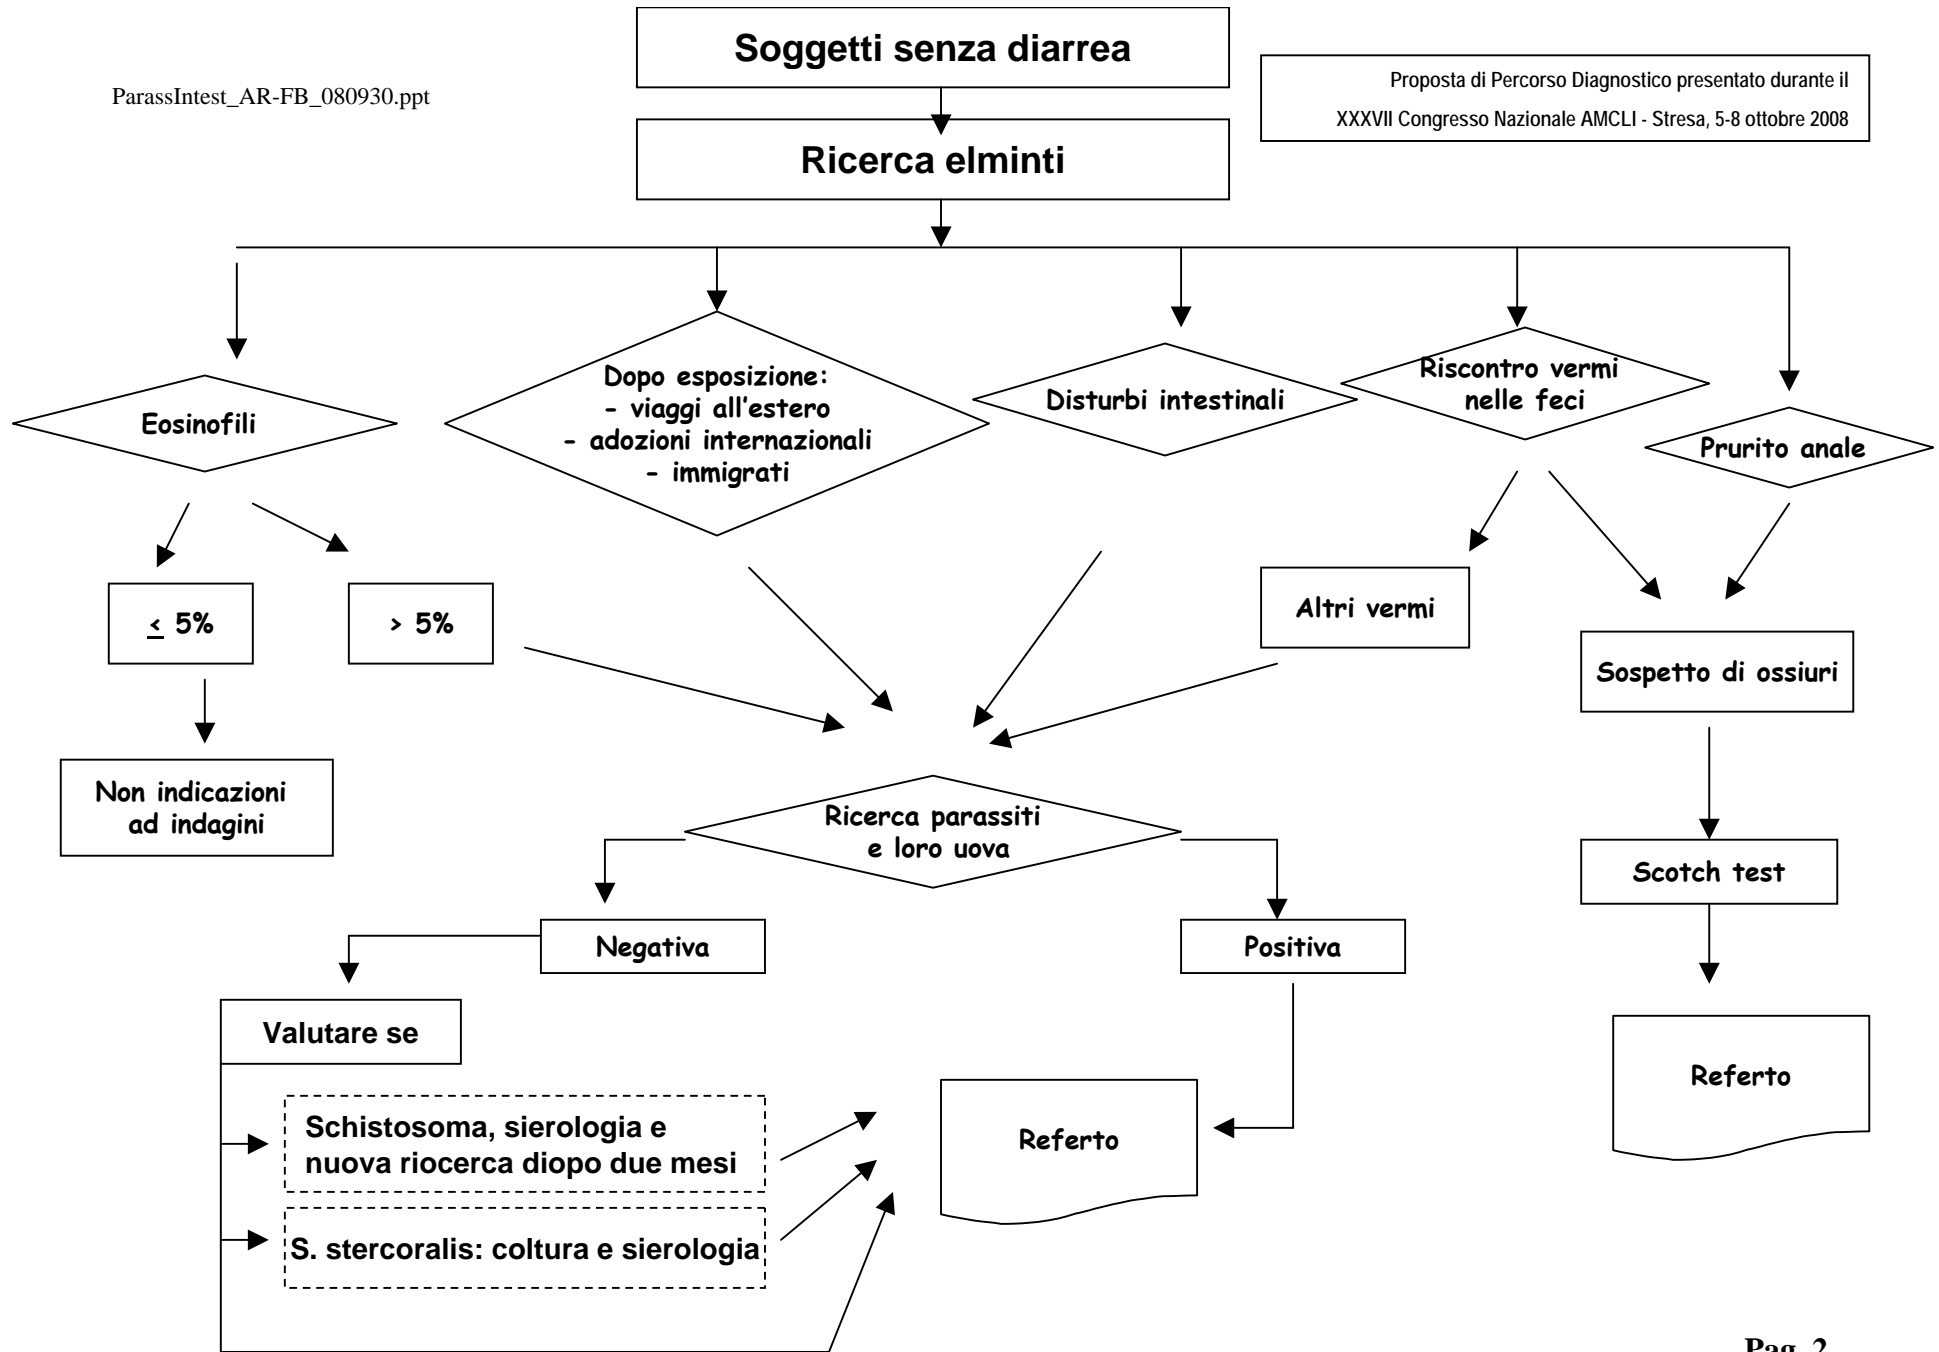 Soggetti senza diarrea
ParassIntest_AR-FB_080930.ppt
Proposta di Percorso Diagnostico presentato durante il
XXXVII Congresso Nazionale AMCLI - Stresa, 5-8 ottobre 2008
Ricerca elminti
Eosinofili
Dopo esposizione:
- viaggi all'estero
- adozioni internazionali
- immigrati
Disturbi intestinali
Riscontro vermi
nelle feci
Prurito anale
≤ 5%
> 5%
Altri vermi
Sospetto di ossiuri
Non indicazioni
ad indagini
Ricerca parassiti
e loro uova
Scotch test
Negativa
Positiva
Valutare se
Referto
Schistosoma, sierologia e
nuova riocerca diopo due mesi
Referto
S. stercoralis: coltura e sierologia
Pag. 2